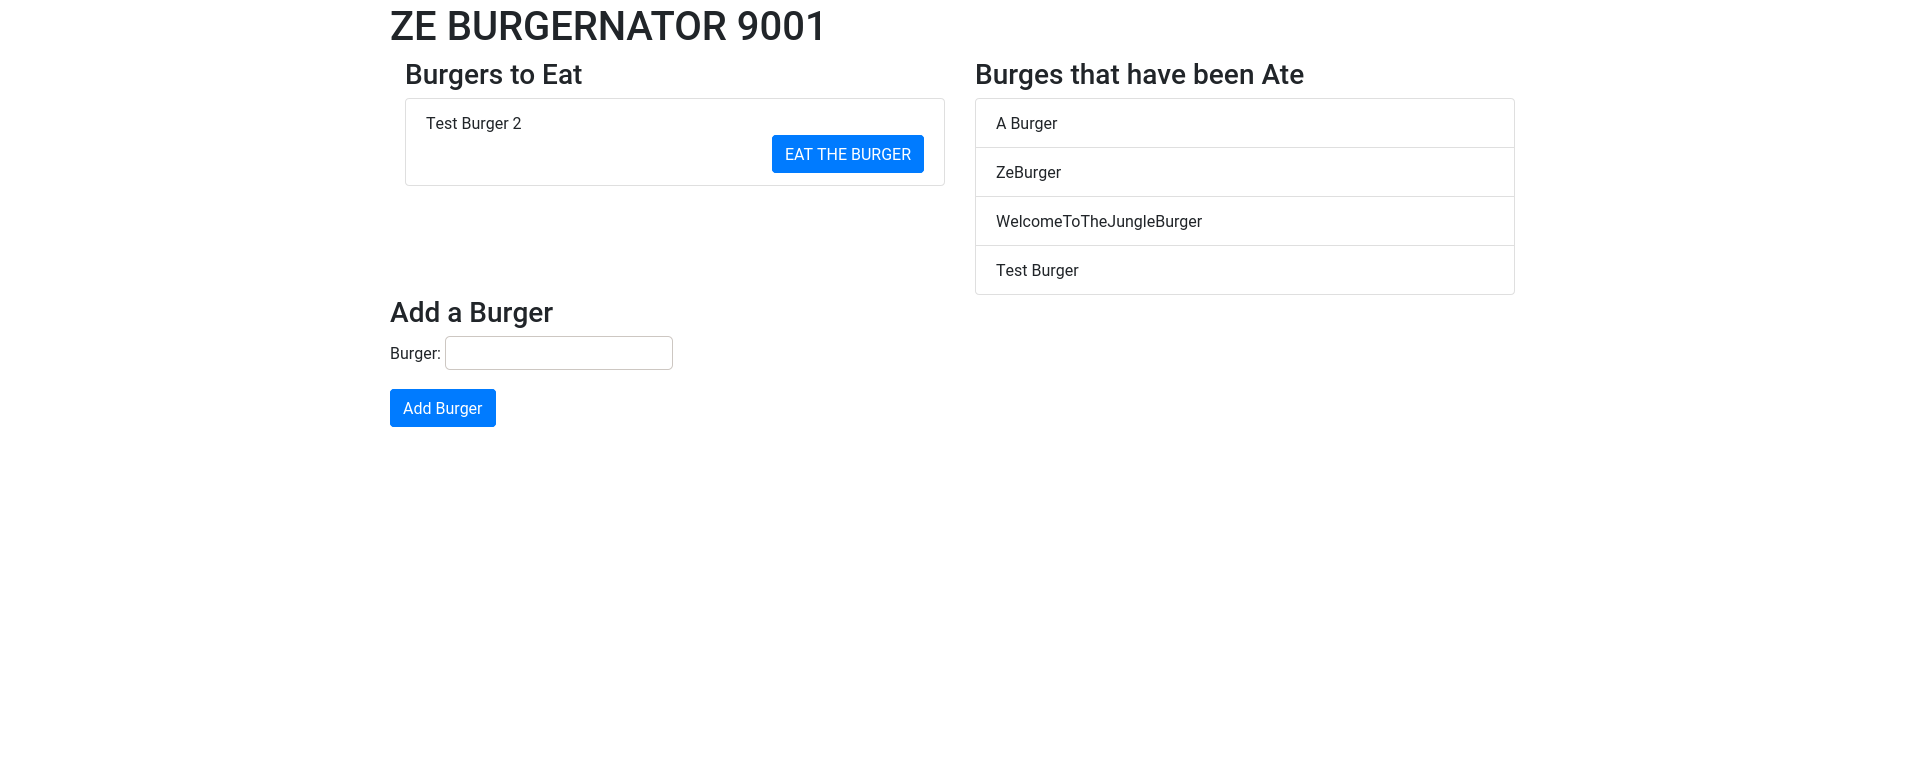 ZE BURGERNATOR 9001
Burgers to Eat
Test Burger 2
EAT THE BURGER
Burges that have been Ate
A Burger
ZeBurger
WelcomeToTheJungleBurger
Test Burger
Add a Burger
Burger:
Add Burger